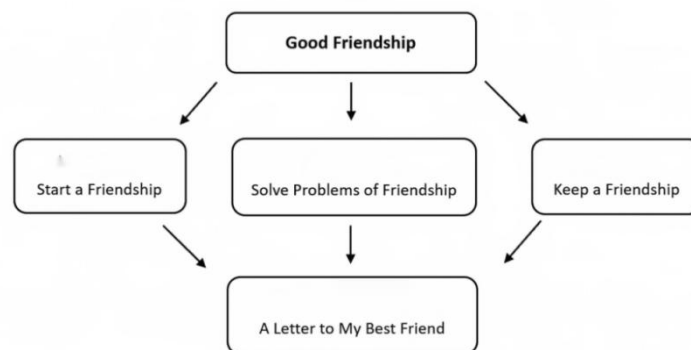 Good Friendship
Start a Friendship
Solve Problems of Friendship
Keep a Friendship
A Letter to My Best Friend